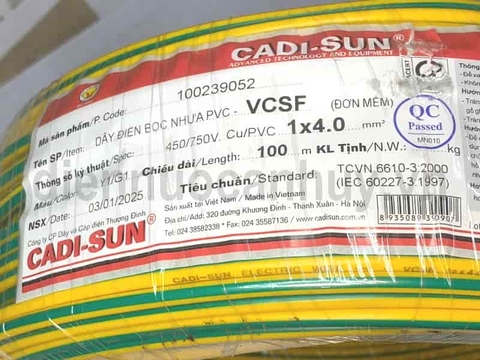 CADI-SUN
ADVANCED TECHNOLOGY AND EQUIPMENT
Mã sản phẩm/P. Code: 100239052
Tên SP/Item: DÂY ĐIỆN BỌC NHỰA PVC - VCSF (ĐƠN MỀM)
Thông số kỹ thuật/Spec: 450/750V. Cu/PVC 1x4.0 mm²
Màu/Color: Y1/G1 Chiều dài/Length: 100 m KL Tịnh/N.W: kg
NSX/Date: 03/01/2025 Tiêu chuẩn/Standard: TCVN 6610-3:2000
(IEC 60227-3:1997)
QC
Passed
MN010
Công ty CP Dây và Cáp điện Thượng Đình
CADI-SUN
Sản xuất tại Việt Nam / Made in Vietnam
Địa chỉ/Add: 320 đường Khương Đình - Thanh Xuân - Hà Nội
Tel: 024 38582338 * Fax: 024 35587136 * www.cadisun.com.vn
8935089310907
CADI-SUN ELECTRIC WIRE